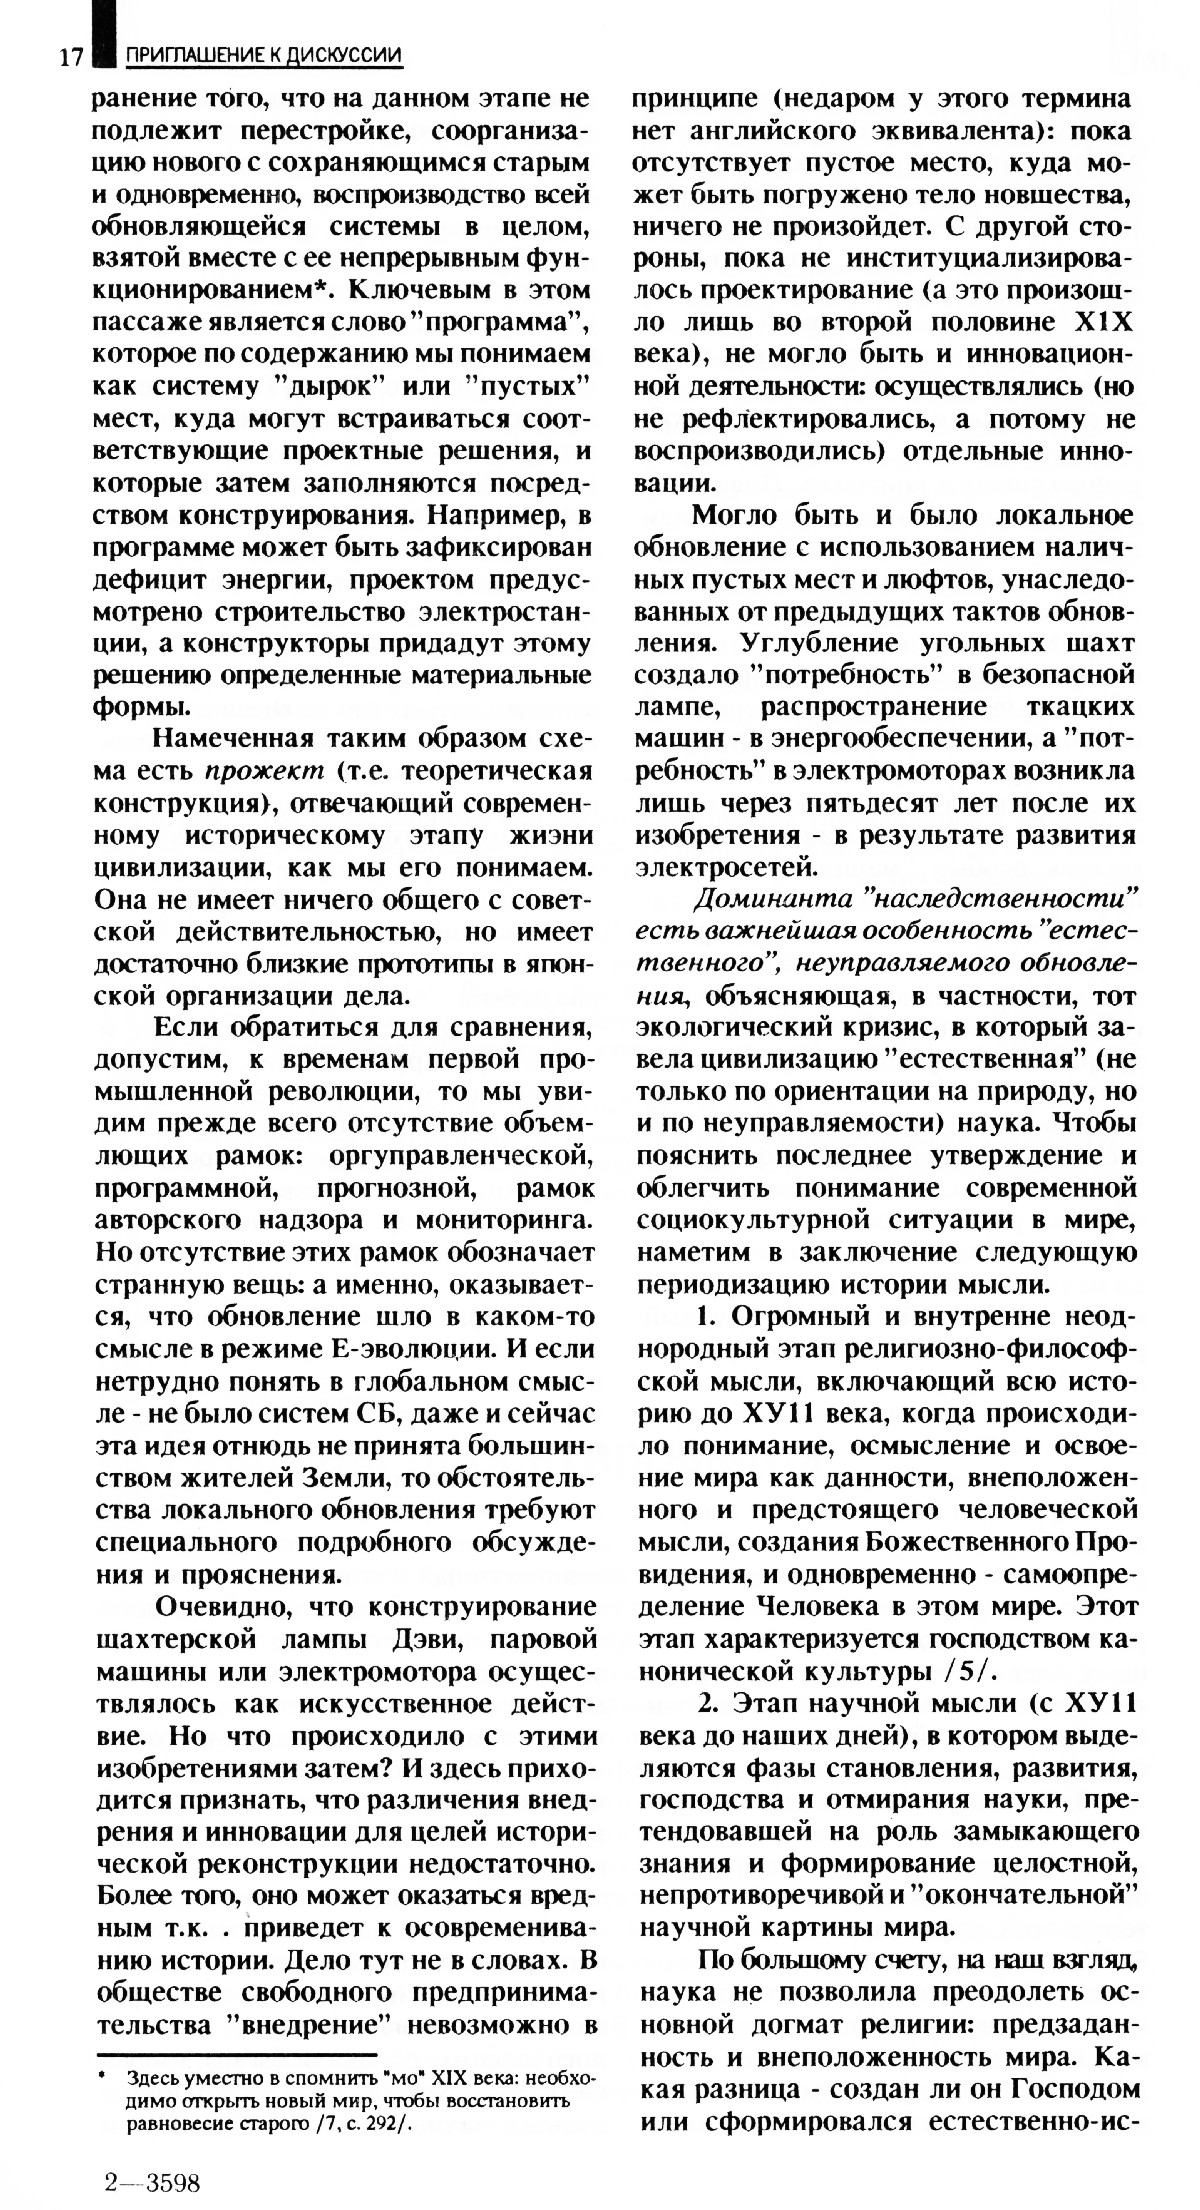 17 ПРИГЛАШЕНИЕ К ДИСКУССИИ
ранение того, что на данном этапе не
подлежит перестройке, соорганиза-
цию нового с сохраняющимся старым
и одновременно, воспроизводство всей
обновляющейся системы в целом,
взятой вместе с ее непрерывным фун-
кционированием*. Ключевым в этом
пассаже является слово ”программа”,
которое по содержанию мы понимаем
как систему ”дырок” или ”пустых”
мест, куда могут встраиваться соот-
ветствующие проектные решения, и
которые затем заполняются посред-
ством конструирования. Например, в
программе может быть зафиксирован
дефицит энергии, проектом предус-
мотрено строительство электростан-
ции, а конструкторы придадут этому
решению определенные материальные
формы.
Намеченная таким образом схе-
ма есть прожект (т.е. теоретическая
конструкция), отвечающий современ-
ному историческому этапу жиэни
цивилизации, как мы его понимаем.
Она не имеет ничего общего с совет-
ской действительностью, но имеет
достаточно близкие прототипы в япон-
ской организации дела.
Если обратиться для сравнения,
допустим, к временам первой про-
мышленной революции, то мы уви-
дим прежде всего отсутствие объем-
лющих рамок: оргуправленческой,
программной, прогнозной, рамок
авторского надзора и мониторинга.
Но отсутствие этих рамок обозначает
странную вещь: а именно, оказывает-
ся, что обновление шло в каком-то
смысле в режиме Е-эволюции. И если
нетрудно понять в глобальном смыс-
ле - не было систем СБ, даже и сейчас
эта идея отнюдь не принята большин-
ством жителей Земли, то обстоятель-
ства локального обновления требуют
специального подробного обсужде-
ния и прояснения.
Очевидно, что конструирование
шахтерской лампы Дэви, паровой
машины или электромотора осущес-
твлялось как искусственное дейст-
вие. Но что происходило с этими
изобретениями затем? И здесь прихо-
дится признать, что различения внед-
рения и инновации для целей истори-
ческой реконструкции недостаточно.
Более того, оно может оказаться вред-
ным т.к. . приведет к осовременива-
нию истории. Дело тут не в словах. В
обществе свободного предпринима-
тельства ”внедрение” невозможно в
* Здесь уместно в спомнить "мо" XIX века: необхо-
димо открыть новый мир, чтобы восстановить
равновесие старого /7, с. 292/.
2—3598
принципе (недаром у этого термина
нет английского эквивалента): пока
отсутствует пустое место, куда мо-
жет быть погружено тело новшества,
ничего не произойдет. С другой сто-
роны, пока не институциализирова-
лось проектирование (а это произош-
ло лишь во второй половине Х1Х
века), не могло быть и инновацион-
ной деятельности: осуществлялись (но
не рефлектировались, а потому не
воспроизводились) отдельные инно-
вации.
Могло быть и было локальное
обновление с использованием налич-
ных пустых мест и люфтов, унаследо-
ванных от предыдущих тактов обнов-
ления. Углубление угольных шахт
создало ”потребность” в безопасной
лампе, распространение ткацких
машин - в энергообеспечении, а ”пот-
ребность” в электромоторах возникла
лишь через пятьдесят лет после их
изобретения - в результате развития
электросетей.
Доминанта ”наследственности”
есть важнейшая особенность ”естес-
твенного”, неуправляемого обновле-
ния, объясняющая, в частности, тот
экологический кризис, в который за-
вела цивилизацию ”естественная” (не
только по ориентации на природу, но
и по неуправляемости) наука. Чтобы
пояснить последнее утверждение и
облегчить понимание современной
социокультурной ситуации в мире,
наметим в заключение следующую
периодизацию истории мысли.
1. Огромный и внутренне неод-
нородный этап религиозно-философ-
ской мысли, включающий всю исто-
рию до ХУ11 века, когда происходи-
ло понимание, осмысление и освое-
ние мира как данности, внеположен-
ного и предстоящего человеческой
мысли, создания Божественного Про-
видения, и одновременно - самоопре-
деление Человека в этом мире. Этот
этап характеризуется господством ка-
нонической культуры /5/.
2. Этап научной мысли (с ХУ11
века до наших дней), в котором выде-
ляются фазы становления, развития,
господства и отмирания науки, пре-
тендовавшей на роль замыкающего
знания и формирование целостной,
непротиворечивой и ”окончательной”
научной картины мира.
По большому счету, на наш взгляд,
наука не позволила преодолеть ос-
новной догмат религии: предзадан-
ность и внеположенность мира. Ка-
кая разница - создан ли он Господом
или сформировался естественно-ис-